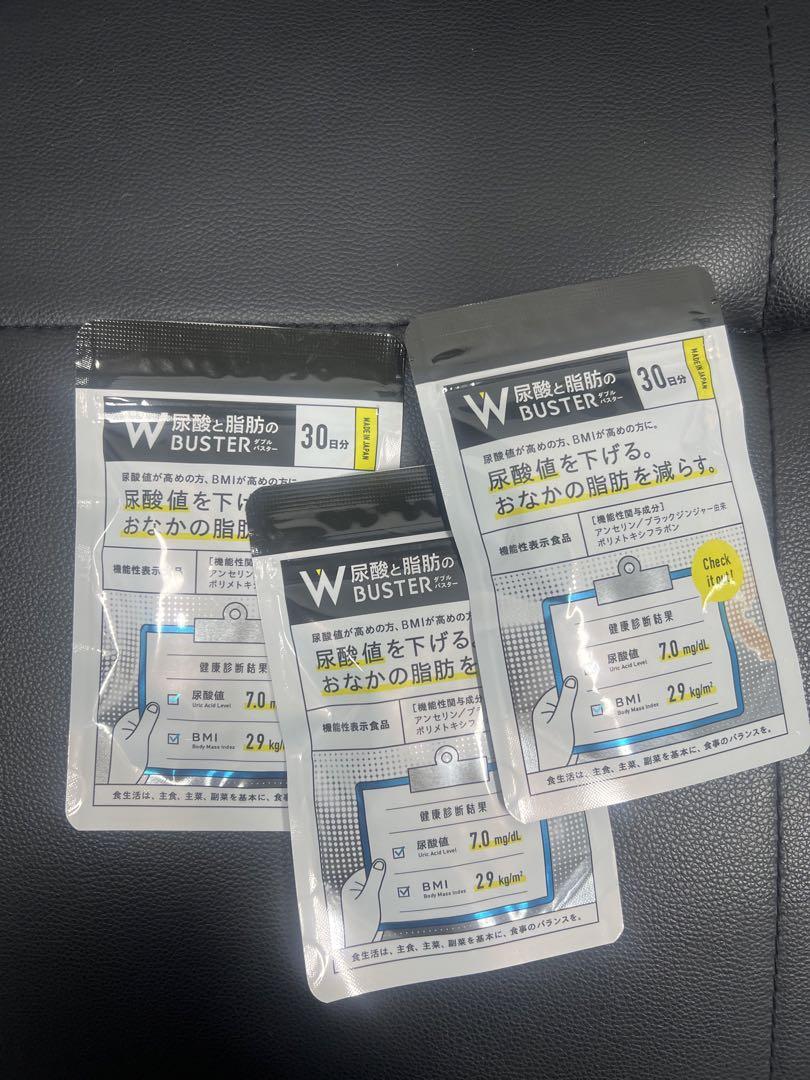 W 尿酸と脂肪の
BUSTER ダブルバスター
30日分
MADE IN JAPAN
尿酸値が高めの方、BMIが高めの方に。
尿酸値を下げる。
おなかの脂肪を減らす。
機能性表示食品
[機能性関与成分]
アンセリン/ブラックジンジャー由来
ポリメトキシフラボン
Check
it out!
健康診断結果
尿酸値 7.0 mg/dL
Uric Acid Level
BMI 29 kg/m²
Body Mass Index
食生活は、主食、主菜、副菜を基本に、食事のバランスを。
W 尿酸と脂肪の
BUSTER ダブルバスター
30日分
MADE IN JAPAN
尿酸値が高めの方、BMIが高めの方に
尿酸値を下げ
おなかの脂肪
機能性表示食品
[機能性関
アンセリン
ポリメトキ
健康診断結果
尿酸値 7.0 m
Uric Acid Level
BMI 29 kg/
Body Mass Index
食生活は、主食、主菜、副菜を基本に、食事
W 尿酸と脂肪の
BUSTER ダブルバスター
尿酸値が高めの方、BMIが高めの方
尿酸値を下げる。
おなかの脂肪を
機能性表示食品
[機能性関与成分
アンセリン/ブラ
ポリメトキシフ
健康診断結果
尿酸値 7.0 mg/dL
Uric Acid Level
BMI 29 kg/m²
Body Mass Index
食生活は、主食、主菜、副菜を基本に、食事のバランスを。